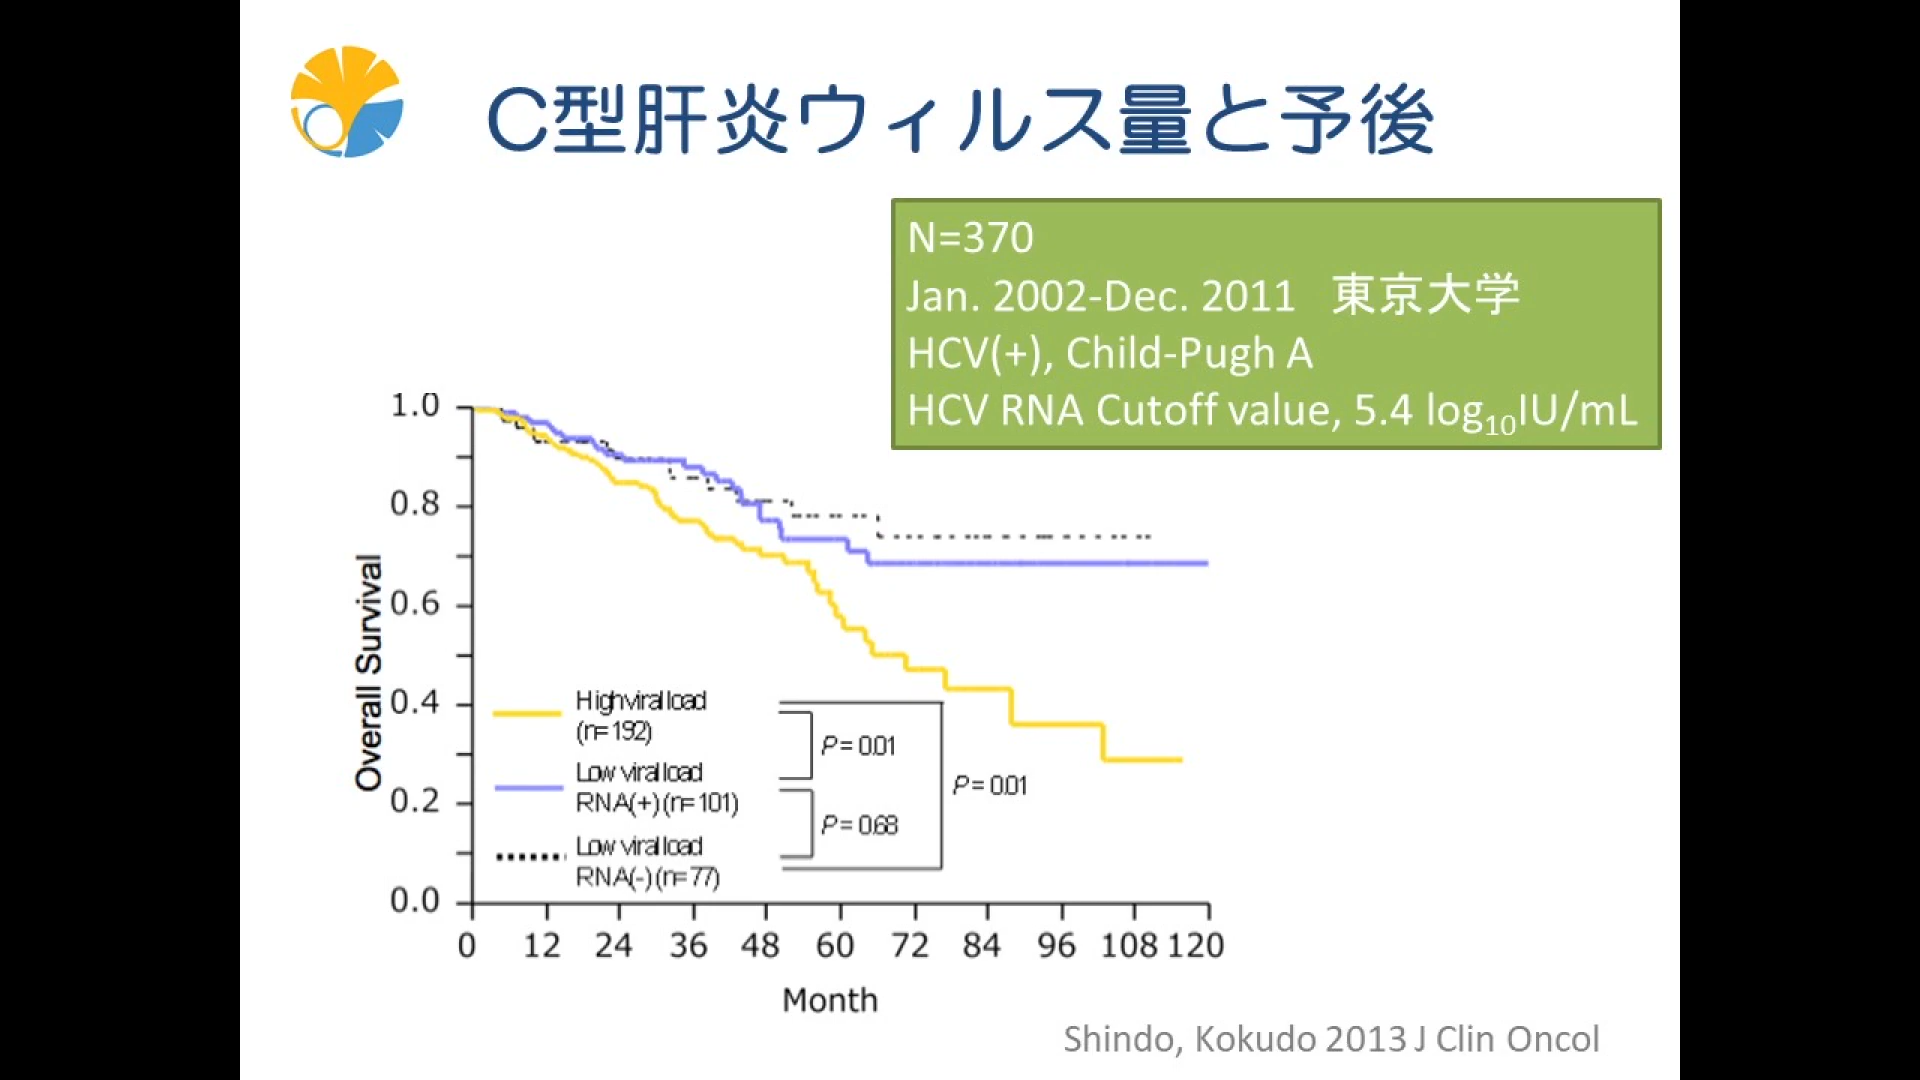 C型肝炎ウィルス量と予後
N=370
Jan. 2002-Dec. 2011 東京大学
HCV(+), Child-Pugh A
HCV RNA Cutoff value, 5.4 log₁₀IU/mL
Overall Survival
1.0
0.8
0.6
0.4
0.2
0.0
High viral load
(n=192)
Low viral load
RNA(+) (n=101)
Low viral load
RNA(-) (n=77)
P = 0.01
P = 0.68
P = 0.01
0 12 24 36 48 60 72 84 96 108 120
Month
Shindo, Kokudo 2013 J Clin Oncol